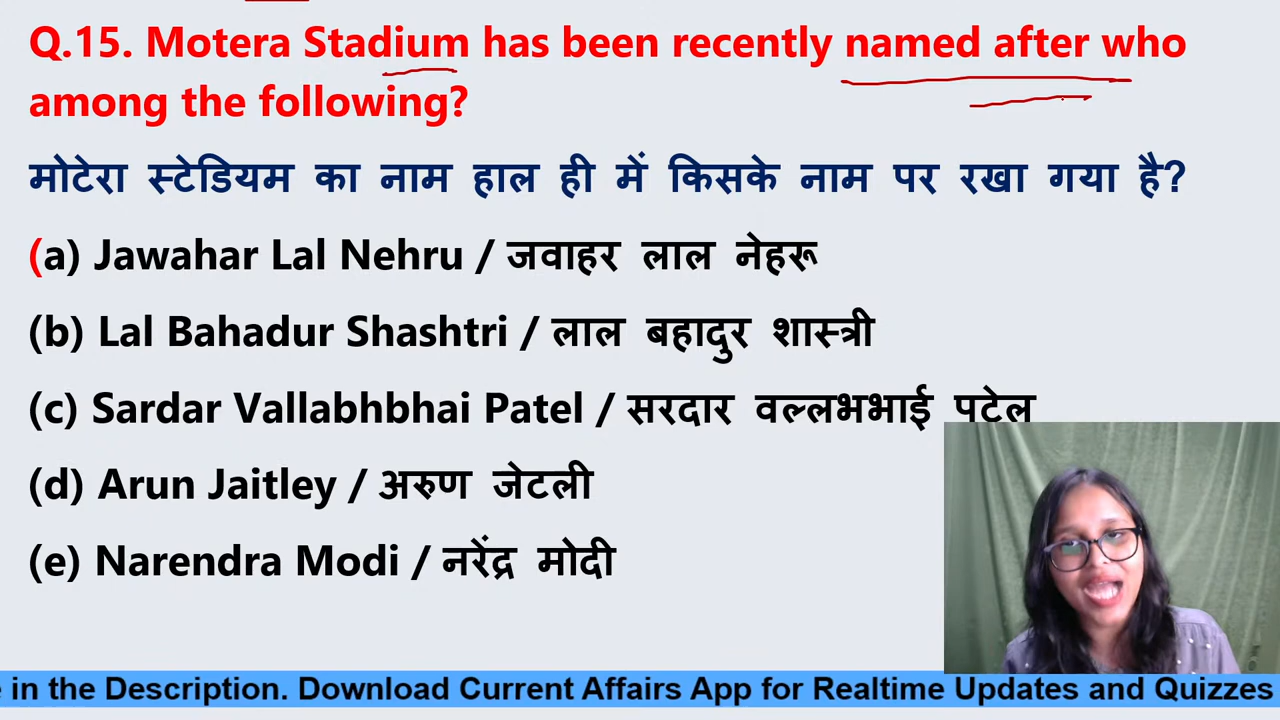 Q.15. Motera Stadium has been recently named after who
among the following?
मोटेरा स्टेडियम का नाम हाल ही में किसके नाम पर रखा गया है?
(a) Jawahar Lal Nehru / जवाहर लाल नेहरू
(b) Lal Bahadur Shashtri / लाल बहादुर शास्त्री
(c) Sardar Vallabhbhai Patel / सरदार वल्लभभाई पटेल
(d) Arun Jaitley / अरुण जेटली
(e) Narendra Modi / नरेंद्र मोदी
in the Description. Download Current Affairs App for Realtime Updates and Quizzes